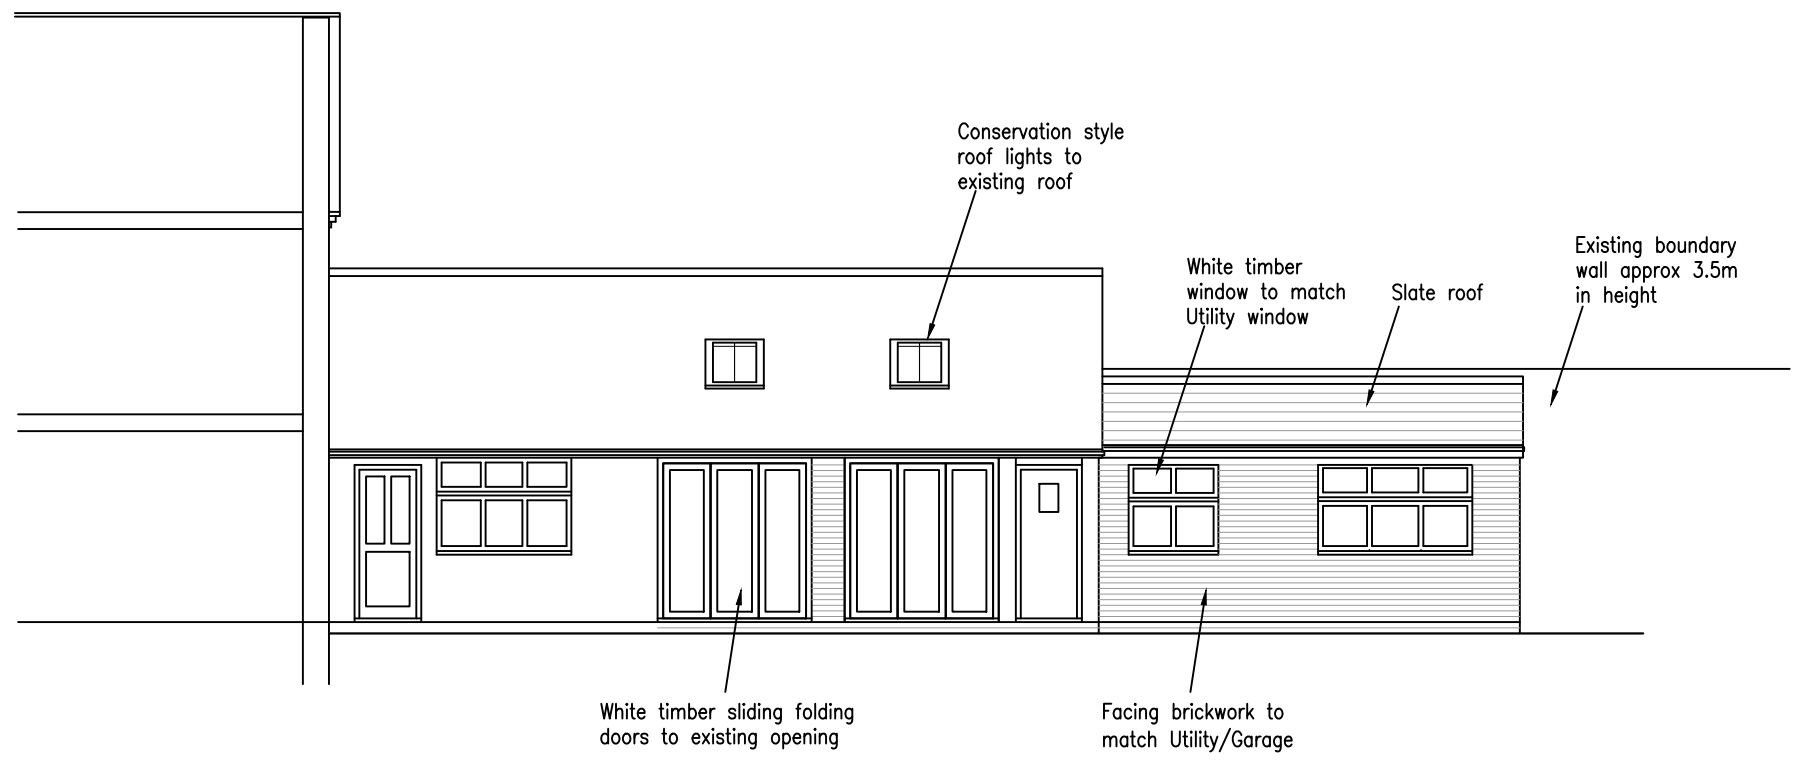 Conservation style
roof lights to
existing roof
White timber
window to match
Utility window
Slate roof
Existing boundary
wall approx 3.5m
in height
White timber sliding folding
doors to existing opening
Facing brickwork to
match Utility/Garage